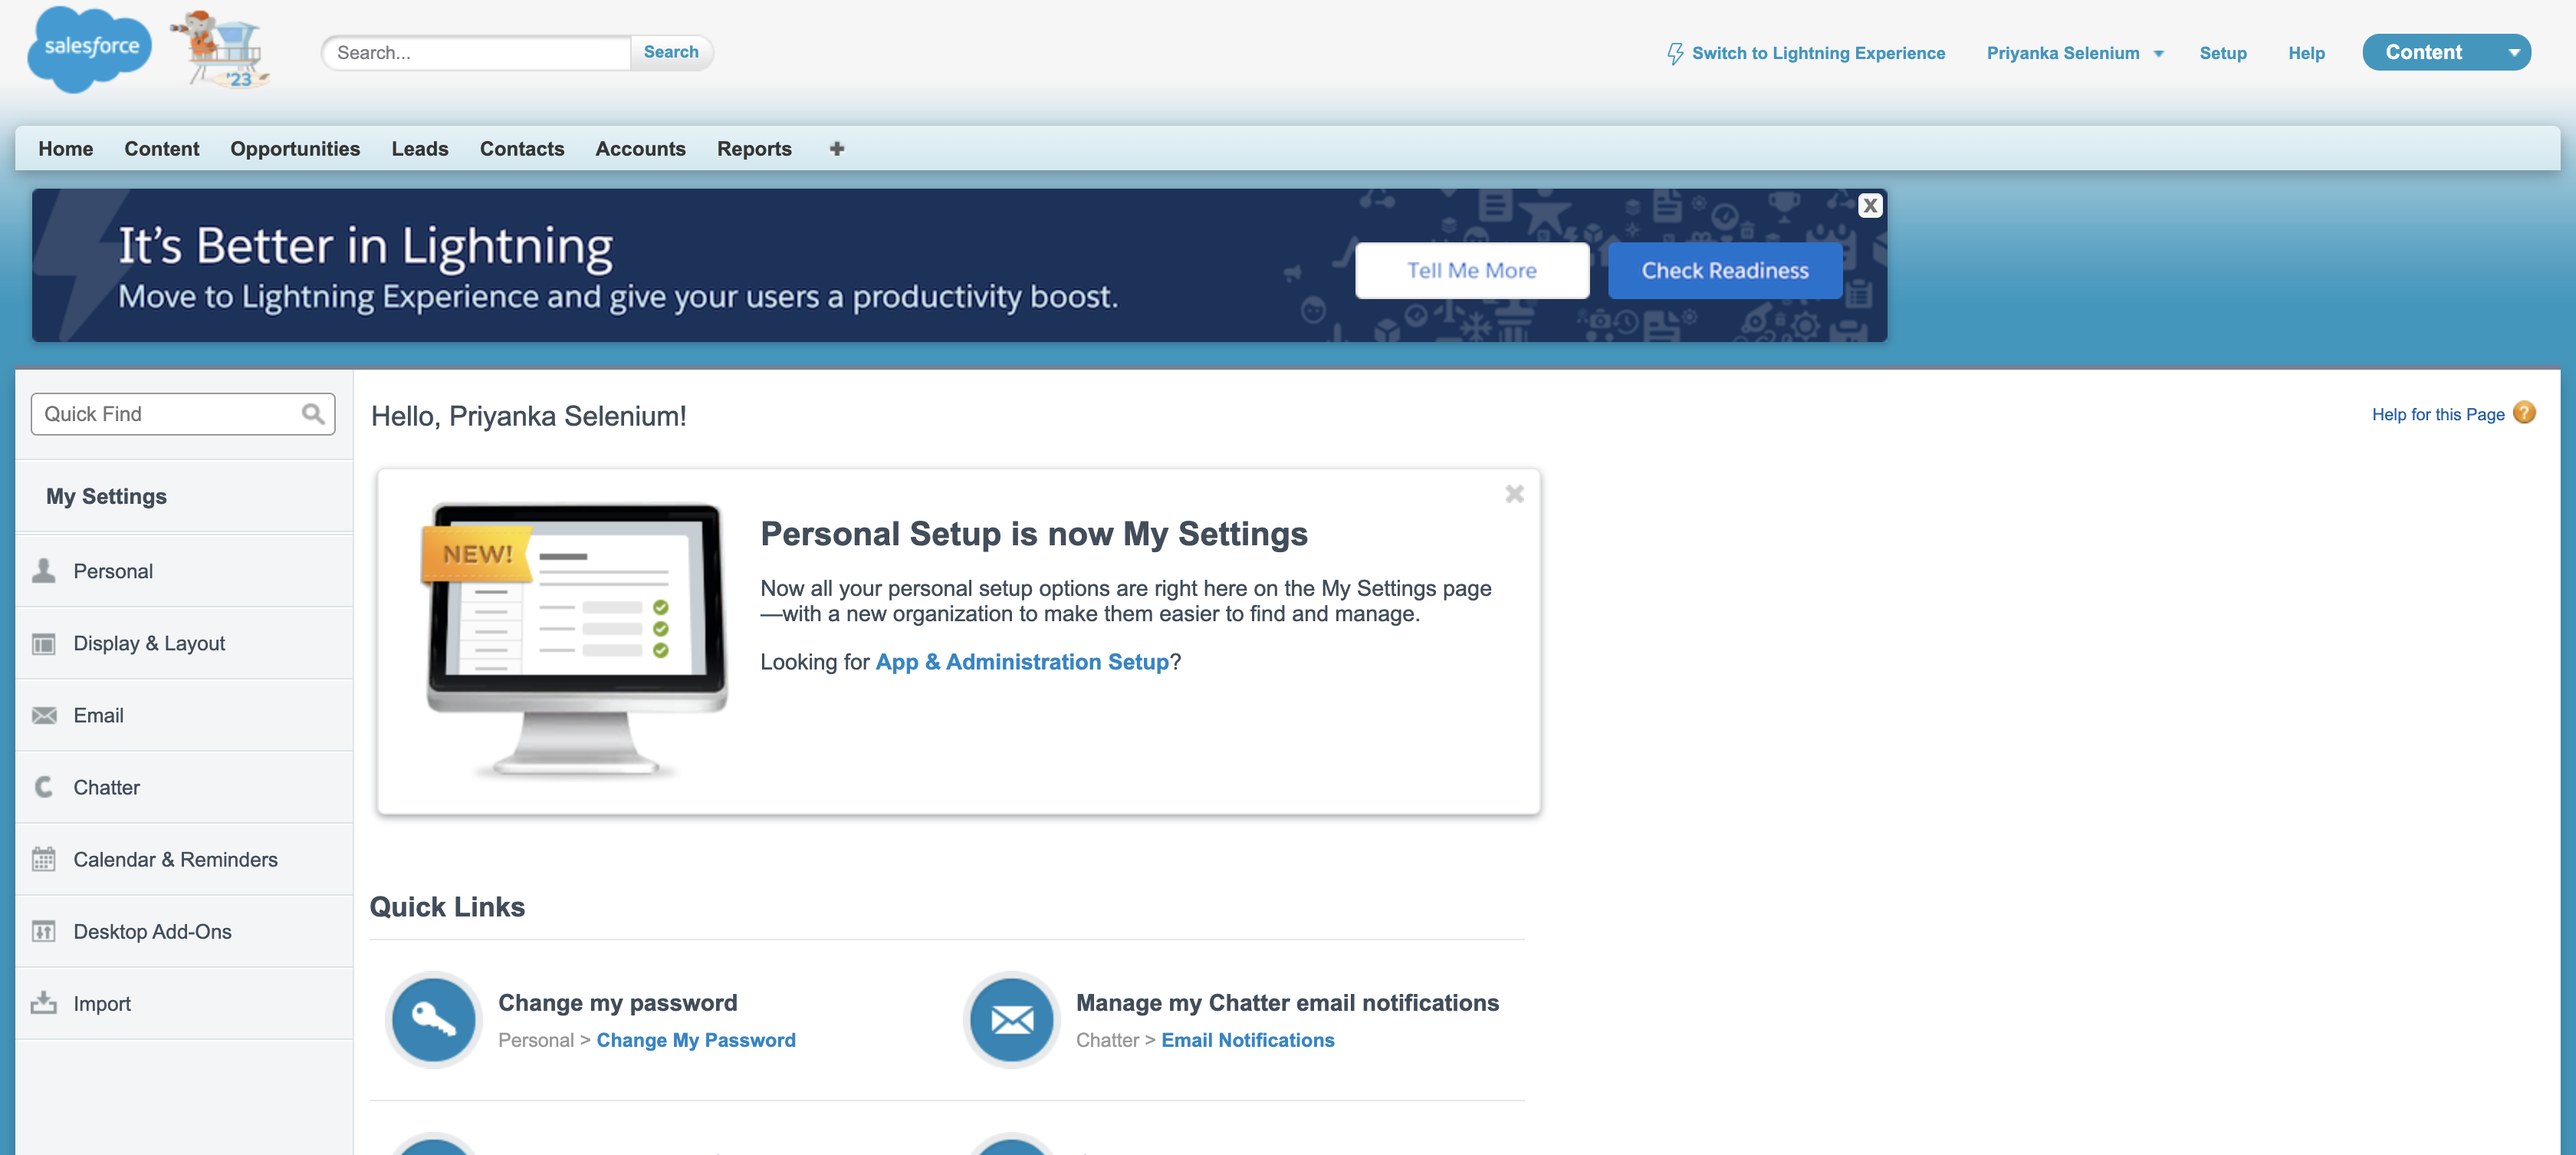 salesforce
'23
Search...
Search
Switch to Lightning Experience
Priyanka Selenium
Setup
Help
Content
Home
Content
Opportunities
Leads
Contacts
Accounts
Reports
+
It's Better in Lightning
Move to Lightning Experience and give your users a productivity boost.
Tell Me More
Check Readiness
X
Quick Find
My Settings
Personal
Display & Layout
Email
Chatter
Calendar & Reminders
Desktop Add-Ons
Import
Hello, Priyanka Selenium!
Help for this Page
?
NEW!
Personal Setup is now My Settings
Now all your personal setup options are right here on the My Settings page
—with a new organization to make them easier to find and manage.
Looking for App & Administration Setup?
Quick Links
Change my password
Personal > Change My Password
Manage my Chatter email notifications
Chatter > Email Notifications